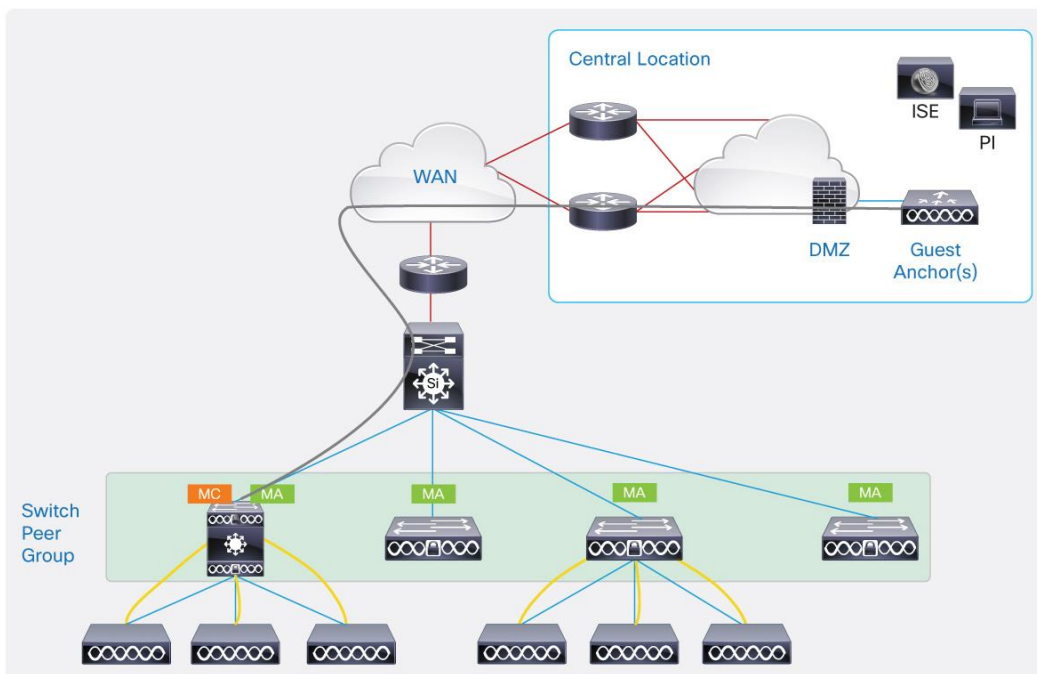 Central Location
ISE
PI
WAN
DMZ
Guest
Anchor(s)
Si
MC
MA
MA
MA
MA
Switch
Peer
Group